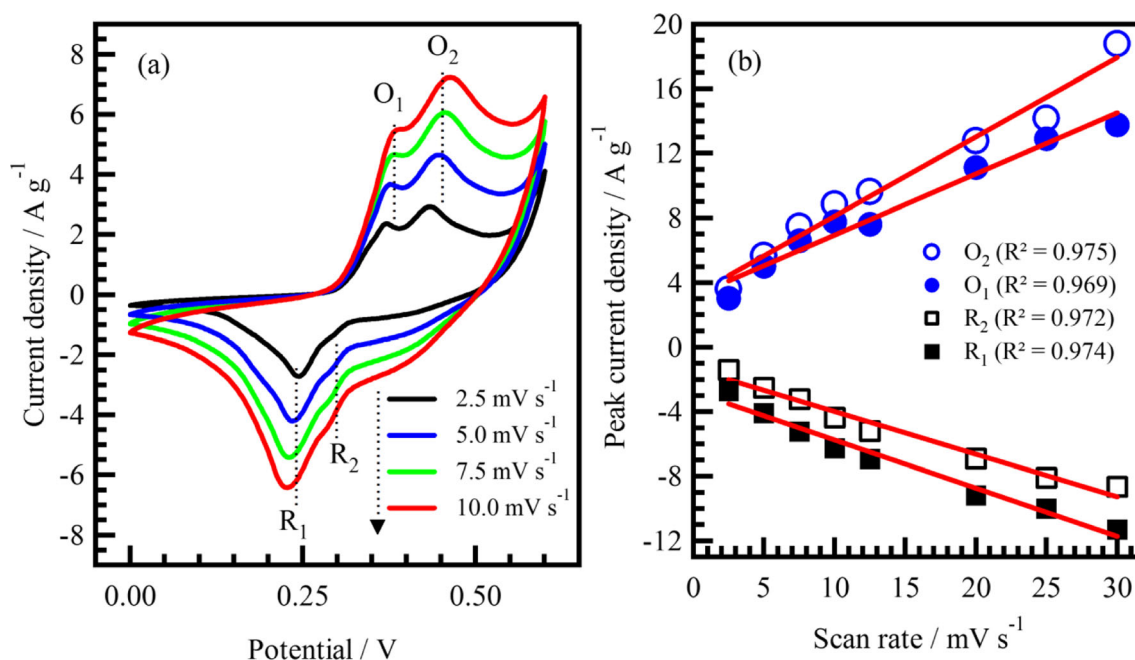 (a)
O₂
O₁
R₂
R₁
2.5 mV s⁻¹
5.0 mV s⁻¹
7.5 mV s⁻¹
10.0 mV s⁻¹
8
6
4
2
0
-2
-4
-6
-8
Current density / A g⁻¹
0.00
0.25
0.50
Potential / V
(b)
20
16
12
8
4
0
-4
-8
-12
Peak current density / A g⁻¹
O₂ (R² = 0.975)
O₁ (R² = 0.969)
R₂ (R² = 0.972)
R₁ (R² = 0.974)
0
5
10
15
20
25
30
Scan rate / mV s⁻¹